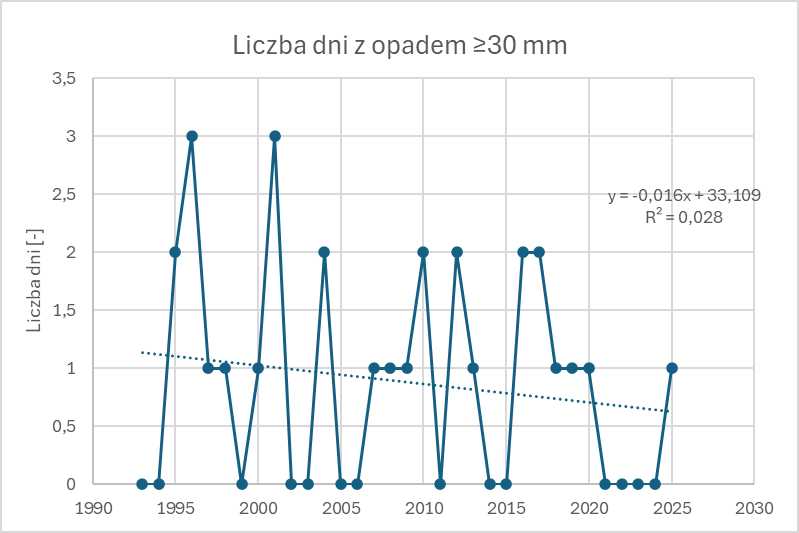 Liczba dni z opadem ≥30 mm
3,5
3
2,5
2
1,5
1
0,5
0
Liczba dni [-]
y = -0,016x + 33,109
R² = 0,028
1990 1995 2000 2005 2010 2015 2020 2025 2030